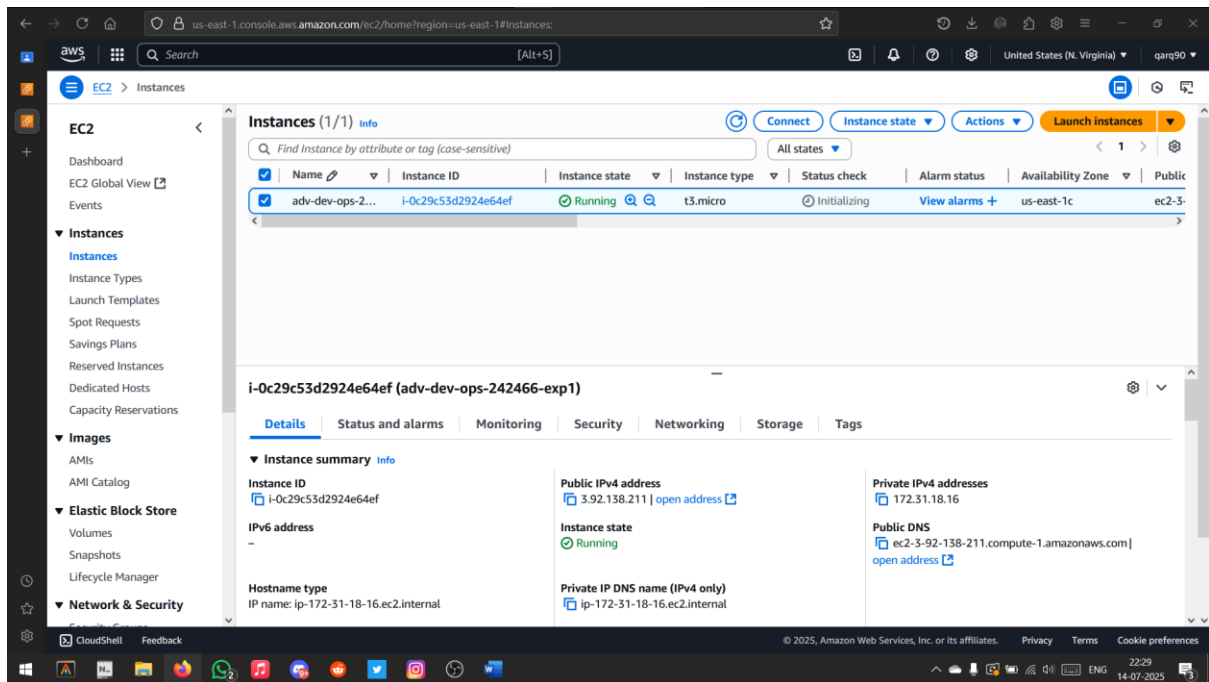 us-east-1.console.aws.amazon.com/ec2/home?region=us-east-1#Instances:
aws Search [Alt+S] United States (N. Virginia) qarq90
EC2 > Instances
EC2
Dashboard
EC2 Global View
Events
Instances
Instances
Instance Types
Launch Templates
Spot Requests
Savings Plans
Reserved Instances
Dedicated Hosts
Capacity Reservations
Images
AMIs
AMI Catalog
Elastic Block Store
Volumes
Snapshots
Lifecycle Manager
Network & Security
Instances (1/1) Info Connect Instance state Actions Launch instances
Find Instance by attribute or tag (case-sensitive) All states 1
Name Instance ID Instance state Instance type Status check Alarm status Availability Zone Public
adv-dev-ops-2... i-0c29c53d2924e64ef Running t3.micro Initializing View alarms + us-east-1c ec2-3-
i-0c29c53d2924e64ef (adv-dev-ops-242466-exp1)
Details Status and alarms Monitoring Security Networking Storage Tags
Instance summary Info
Instance ID
i-0c29c53d2924e64ef
Public IPv4 address
3.92.138.211 | open address
Private IPv4 addresses
172.31.18.16
IPv6 address
–
Instance state
Running
Public DNS
ec2-3-92-138-211.compute-1.amazonaws.com |
open address
Hostname type
IP name: ip-172-31-18-16.ec2.internal
Private IP DNS name (IPv4 only)
ip-172-31-18-16.ec2.internal
CloudShell Feedback © 2025, Amazon Web Services, Inc. or its affiliates. Privacy Terms Cookie preferences
ENG 22:29
14-07-2025